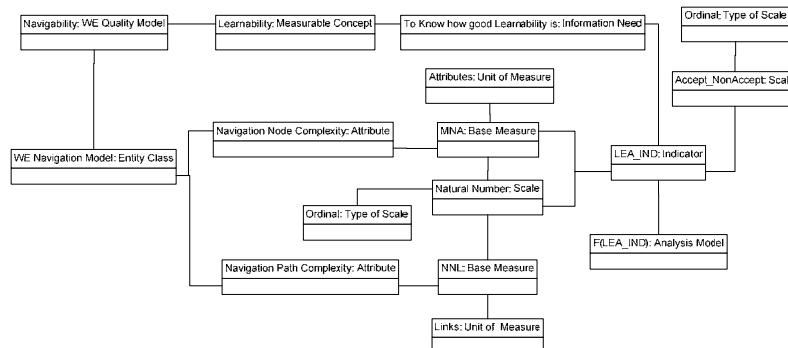 Navigability: WE Quality Model
Learnability: Measurable Concept
To Know how good Learnability is: Information Need
Ordinal: Type of Scale
Attributes: Unit of Measure
Accept_NonAccept: Scal
Navigation Node Complexity: Attribute
MNA: Base Measure
WE Navigation Model: Entity Class
LEA_IND: Indicator
Natural Number: Scale
Ordinal: Type of Scale
F(LEA_IND): Analysis Model
Navigation Path Complexity: Attribute
NNL: Base Measure
Links: Unit of Measure